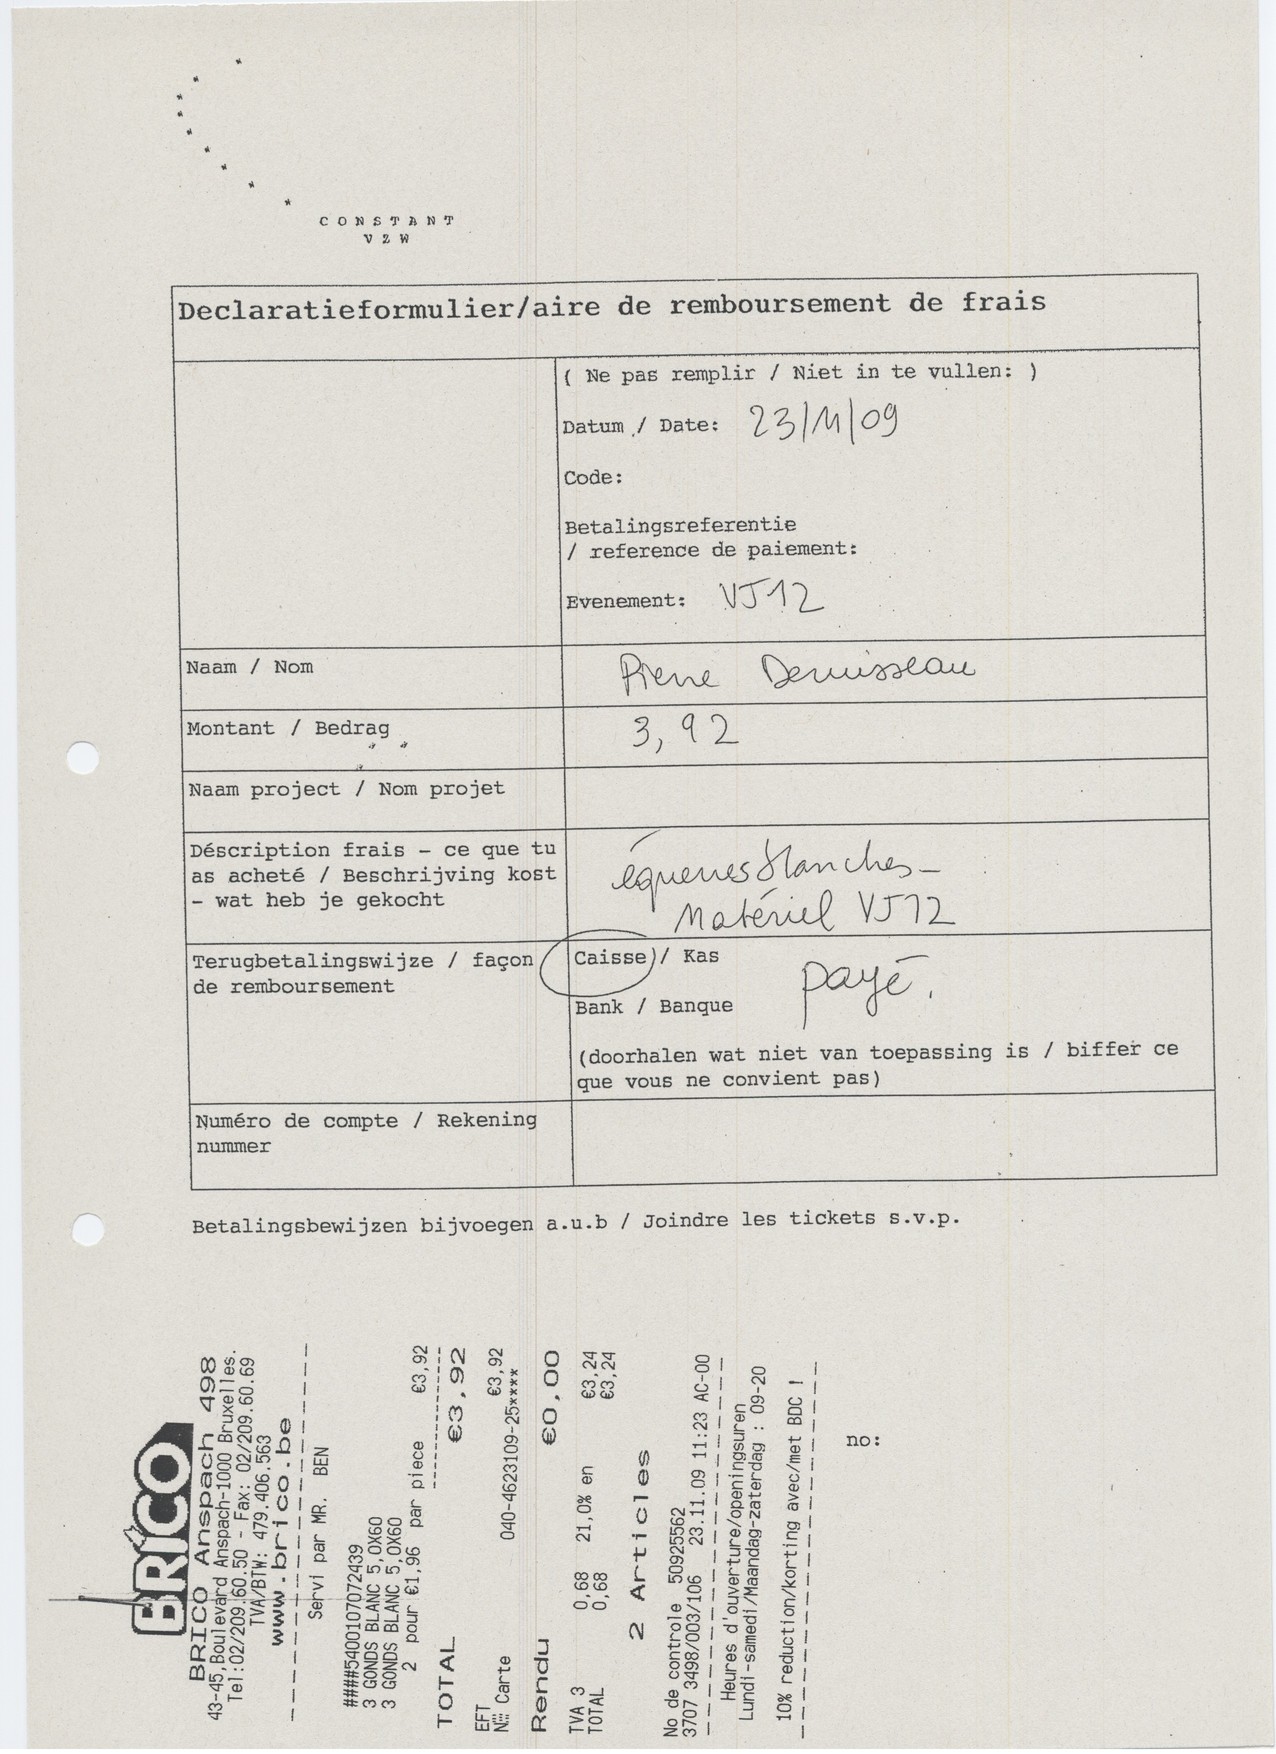 CONSTANT
VZW
Declaratieformulier/aire de remboursement de frais
( Ne pas remplir / Niet in te vullen: )
Datum / Date: 23/11/09
Code:
Betalingsreferentie
/ reference de paiement:
Evenement: VJ12
Naam / Nom
Pierre Deruisseau
Montant / Bedrag
3,92
Naam project / Nom projet
Déscription frais – ce que tu
as acheté / Beschrijving kost
– wat heb je gekocht
équerres blanches –
Matériel VJ12
Terugbetalingswijze / façon
de remboursement
Caisse / Kas
payé.
Bank / Banque
(doorhalen wat niet van toepassing is / biffer ce
que vous ne convient pas)
Numéro de compte / Rekening
nummer
Betalingsbewijzen bijvoegen a.u.b / Joindre les tickets s.v.p.
BRICO
BRICO Anspach 498
43-45,Boulevard Anspach-1000 Bruxelles.
Tel:02/209.60.50 - Fax: 02/209.60.69
TVA/BTW: 479.406.563
www.brico.be
Servi par MR. BEN
####5400107072439
3 GONDS BLANC 5,0X60
3 GONDS BLANC 5,0X60
2 pour €1,96 par piece €3,92
TOTAL €3,92
EFT €3,92
N Carte 040-4623109-25****
Rendu €0,00
TVA 3 0,68 21,0% en €3,24
TOTAL 0,68 €3,24
2 Articles
No de controle 50925562
3707 3498/003/106 23.11.09 11:23 AC-00
Heures d'ouverture/openingsuren
Lundi-samedi/Maandag-zaterdag : 09-20
10% reduction/korting avec/met BDC !
no: